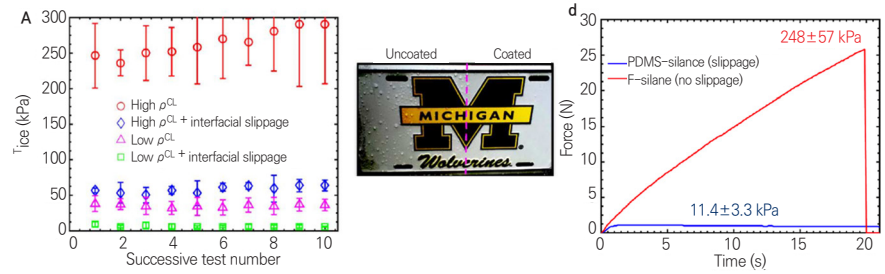 A
300
250
200
150
100
50
0
Tice (kPa)
High ρCL
High ρCL + interfacial slippage
Low ρCL
Low ρCL + interfacial slippage
0 2 4 6 8 10
Successive test number
Uncoated Coated
M
MICHIGAN
Wolverines
d
30
25
20
15
10
5
0
Force (N)
248±57 kPa
PDMS-silance (slippage)
F-silane (no slippage)
11.4±3.3 kPa
0 5 10 15 20
Time (s)